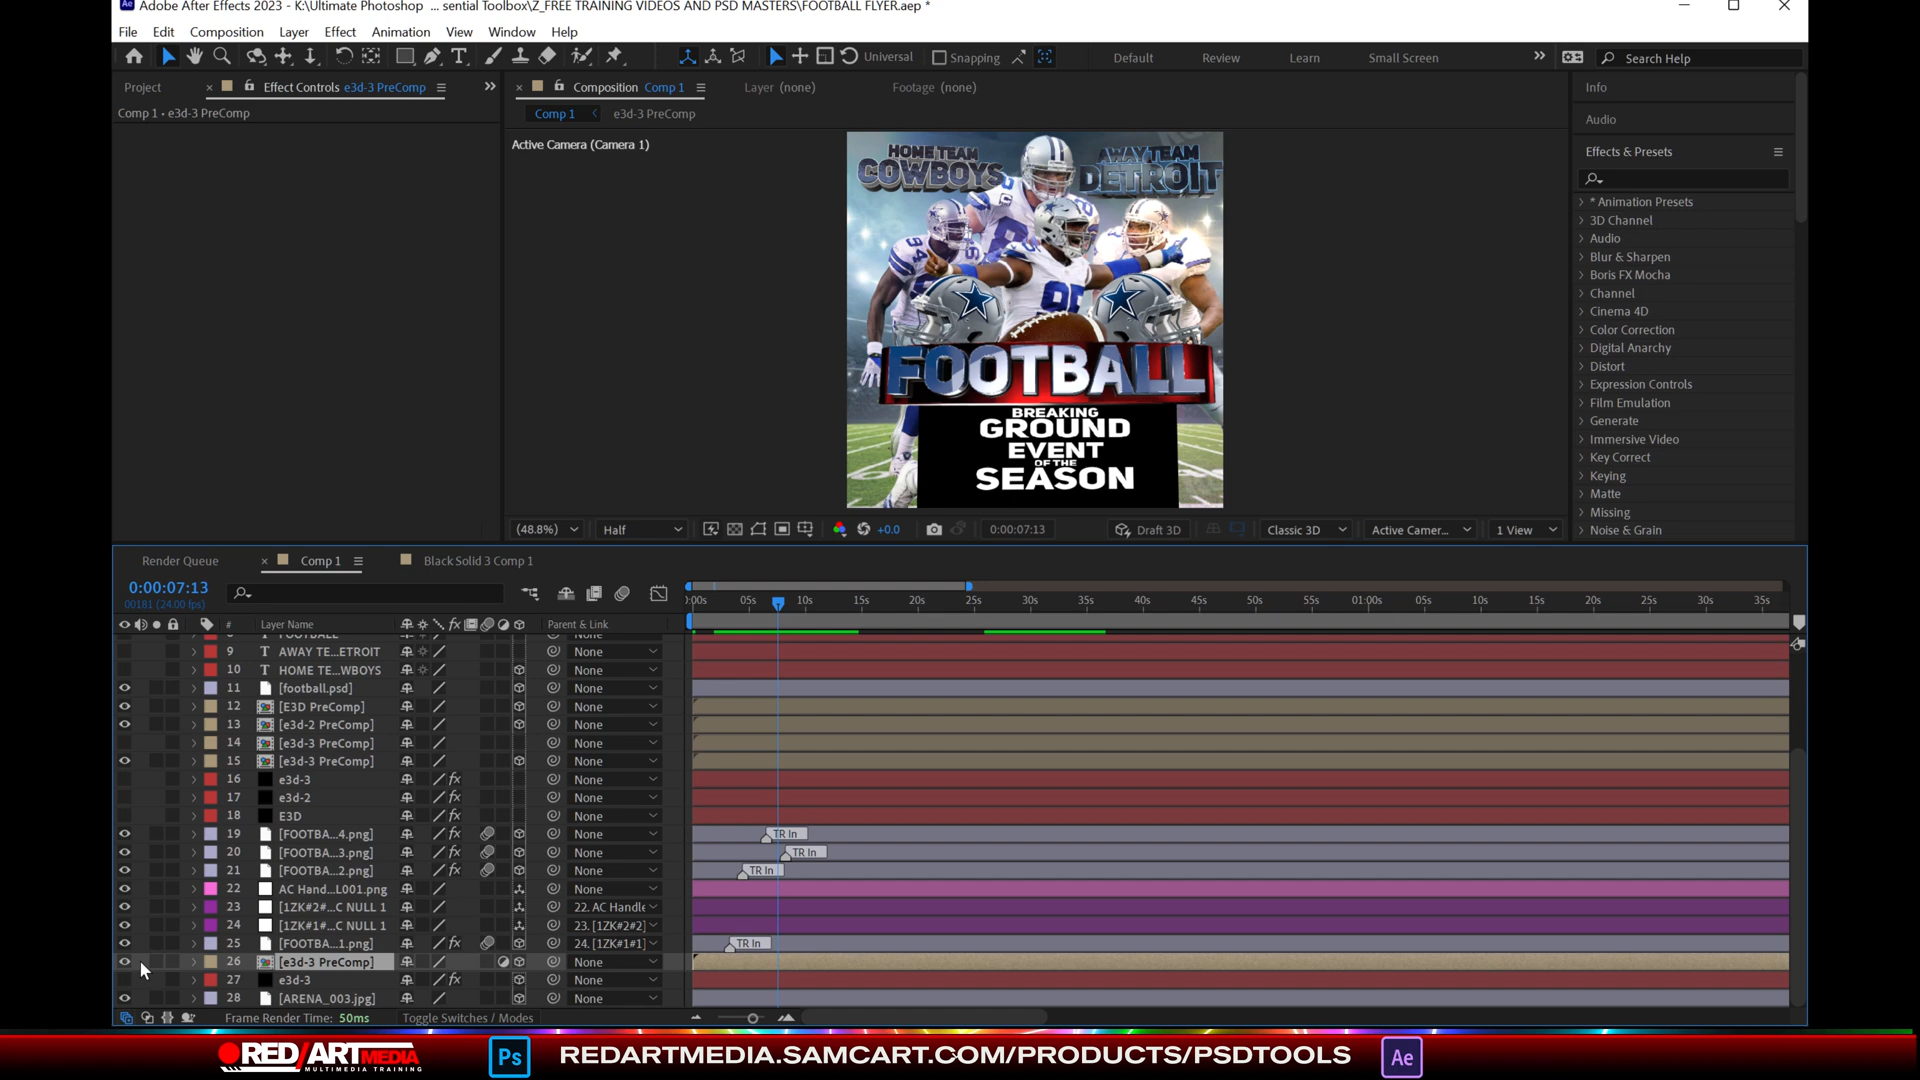 Adobe After Effects 2023 - K:\Ultimate Photoshop ... sential Toolbox\Z_FREE TRAINING VIDEOS AND PSD MASTERS\FOOTBALL FLYER.aep *
File Edit Composition Layer Effect Animation View Window Help
Universal Snapping Default Review Learn Small Screen Search Help
Project Effect Controls e3d-3 PreComp
Comp 1 • e3d-3 PreComp
Composition Comp 1 Layer (none) Footage (none)
Comp 1 e3d-3 PreComp
Active Camera (Camera 1)
HOME TEAM
COWBOYS
AWAY TEAM
DETROIT
FOOTBALL
BREAKING
GROUND
EVENT
OF THE
SEASON
(48.8%) Half +0.0 0:00:07:13 Draft 3D Classic 3D Active Camer... 1 View
Info
Audio
Effects & Presets
* Animation Presets
3D Channel
Audio
Blur & Sharpen
Boris FX Mocha
Channel
Cinema 4D
Color Correction
Digital Anarchy
Distort
Expression Controls
Film Emulation
Generate
Immersive Video
Key Correct
Keying
Matte
Missing
Noise & Grain
Render Queue Comp 1 Black Solid 3 Comp 1
0:00:07:13
00181 (24.00 fps)
:00s 05s 10s 15s 20s 25s 30s 35s 40s 45s 50s 55s 01:00s 05s 10s 15s 20s 25s 30s 35s
# Layer Name Parent & Link
8 FOOTBALL None
9 T AWAY TE...ETROIT None
10 T HOME TE...WBOYS None
11 [football.psd] None
12 [E3D PreComp] None
13 [e3d-2 PreComp] None
14 [e3d-3 PreComp] None
15 [e3d-3 PreComp] None
16 e3d-3 fx None
17 e3d-2 fx None
18 E3D fx None
19 [FOOTBA...4.png] fx None TR In
20 [FOOTBA...3.png] fx None TR In
21 [FOOTBA...2.png] fx None TR In
22 AC Hand...L001.png None
23 [1ZK#2#...C NULL 1 22. AC Handle
24 [1ZK#1#...C NULL 1 23. [1ZK#2#2]
25 [FOOTBA...1.png] fx 24. [1ZK#1#1] TR In
26 [e3d-3 PreComp] None
27 e3d-3 fx None
28 [ARENA_003.jpg] None
Frame Render Time: 50ms Toggle Switches / Modes
RED/ARTMEDIA
MULTIMEDIA TRAINING
Ps
REDARTMEDIA.SAMCART.COM/PRODUCTS/PSDTOOLS
Ae